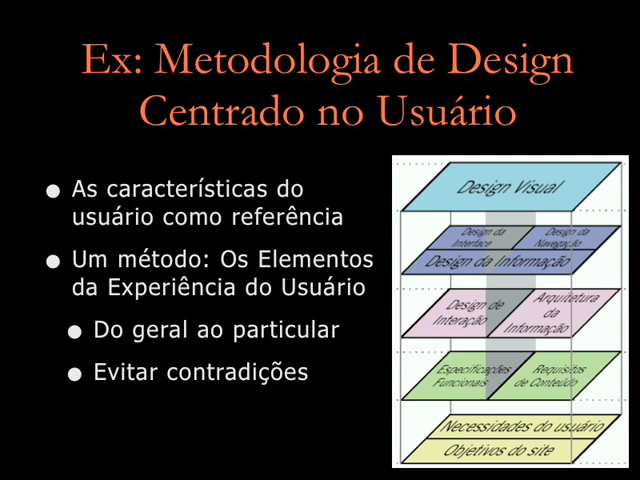 Ex: Metodologia de Design
Centrado no Usuário
As características do
usuário como referência
Um método: Os Elementos
da Experiência do Usuário
Do geral ao particular
Evitar contradições
Design Visual
Design da
Interface
Design da
Navegação
Design da Informação
Design de
Interação
Arquitetura
da
Informação
Especificações
Funcionais
Requisitos
de Conteúdo
Necessidades do usuário
Objetivos do site